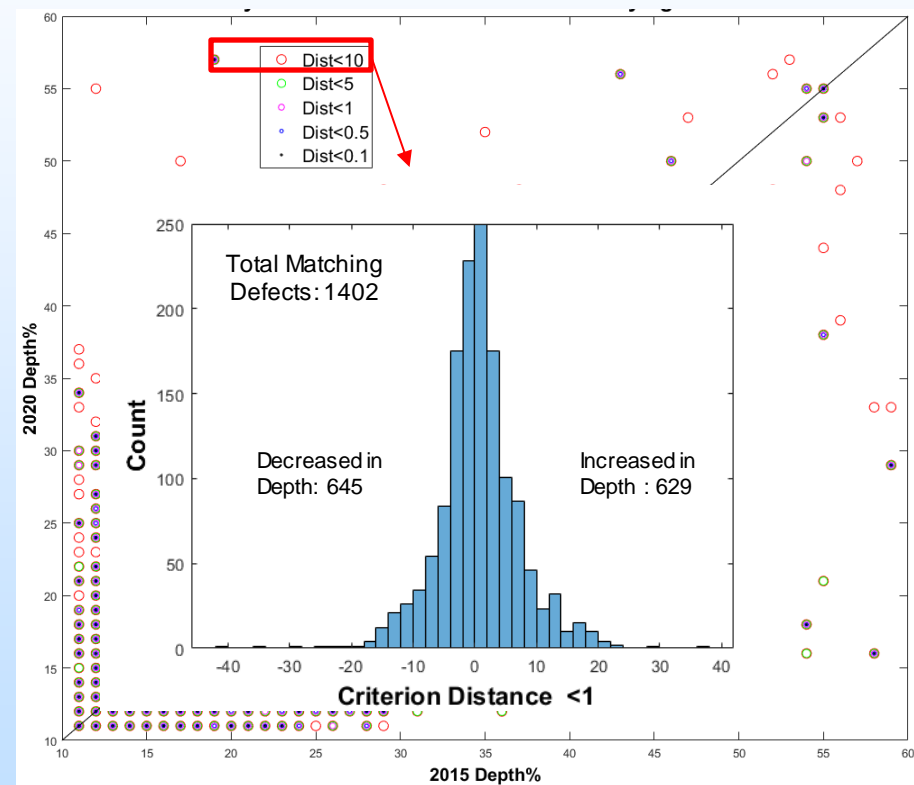 60
55
50
45
40
35
30
25
20
15
10
2020 Depth%
Dist<10
Dist<5
Dist<1
Dist<0.5
Dist<0.1
250
200
150
100
50
0
Count
Total Matching
Defects: 1402
Decreased in
Depth: 645
Increased in
Depth : 629
-40
-30
-20
-10
0
10
20
30
40
Criterion Distance <1
10
15
20
25
30
35
40
45
50
55
60
2015 Depth%